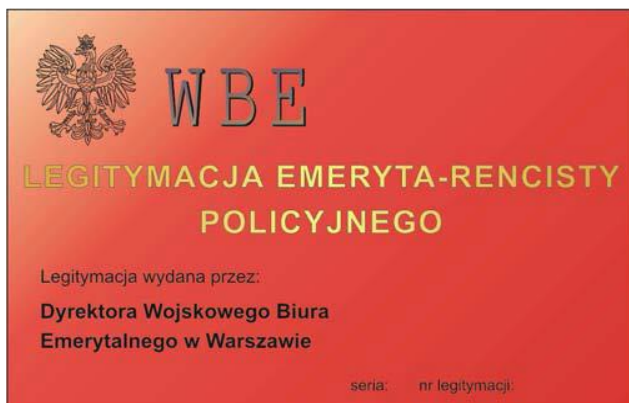 WBE
LEGITYMACJA EMERYTA-RENCISTY
POLICYJNEGO
Legitymacja wydana przez:
Dyrektora Wojskowego Biura
Emerytalnego w Warszawie
seria: nr legitymacji: